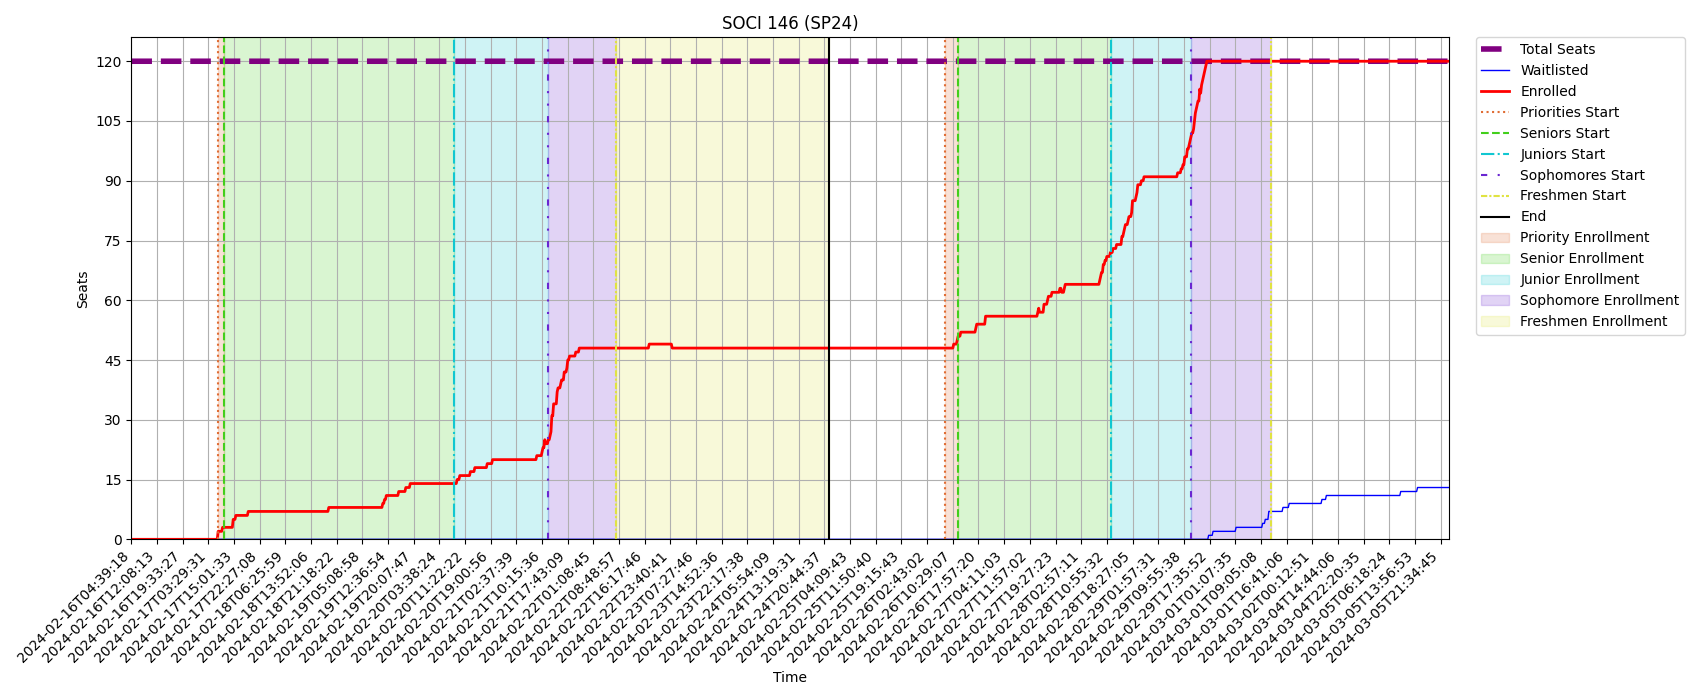 SOCI 146 (SP24)
Total Seats
Waitlisted
Enrolled
Priorities Start
Seniors Start
Juniors Start
Sophomores Start
Freshmen Start
End
Priority Enrollment
Senior Enrollment
Junior Enrollment
Sophomore Enrollment
Freshmen Enrollment
Seats
120
105
90
75
60
45
30
15
0
2024-02-16T04:39:18
2024-02-16T12:08:13
2024-02-16T19:33:27
2024-02-17T03:29:31
2024-02-17T15:01:33
2024-02-17T22:27:08
2024-02-18T06:25:59
2024-02-18T13:52:06
2024-02-18T21:18:22
2024-02-19T05:08:58
2024-02-19T12:36:54
2024-02-19T20:07:47
2024-02-20T03:38:24
2024-02-20T11:22:22
2024-02-20T19:00:56
2024-02-21T02:37:39
2024-02-21T10:15:36
2024-02-21T17:43:09
2024-02-22T01:08:45
2024-02-22T08:48:57
2024-02-22T16:17:46
2024-02-22T23:40:41
2024-02-23T07:27:46
2024-02-23T14:52:36
2024-02-23T22:17:38
2024-02-24T05:54:09
2024-02-24T13:19:31
2024-02-24T20:44:37
2024-02-25T04:09:43
2024-02-25T11:50:40
2024-02-25T19:15:43
2024-02-26T02:43:02
2024-02-26T10:29:07
2024-02-26T17:57:20
2024-02-27T04:11:03
2024-02-27T11:57:02
2024-02-27T19:27:23
2024-02-28T02:57:11
2024-02-28T10:55:32
2024-02-28T18:27:05
2024-02-29T01:57:31
2024-02-29T09:55:38
2024-02-29T17:35:52
2024-03-01T01:07:35
2024-03-01T09:05:08
2024-03-01T16:41:06
2024-03-04T00:12:51
2024-03-04T14:44:06
2024-03-04T22:20:35
2024-03-05T06:18:24
2024-03-05T13:56:53
2024-03-05T21:34:45
Time